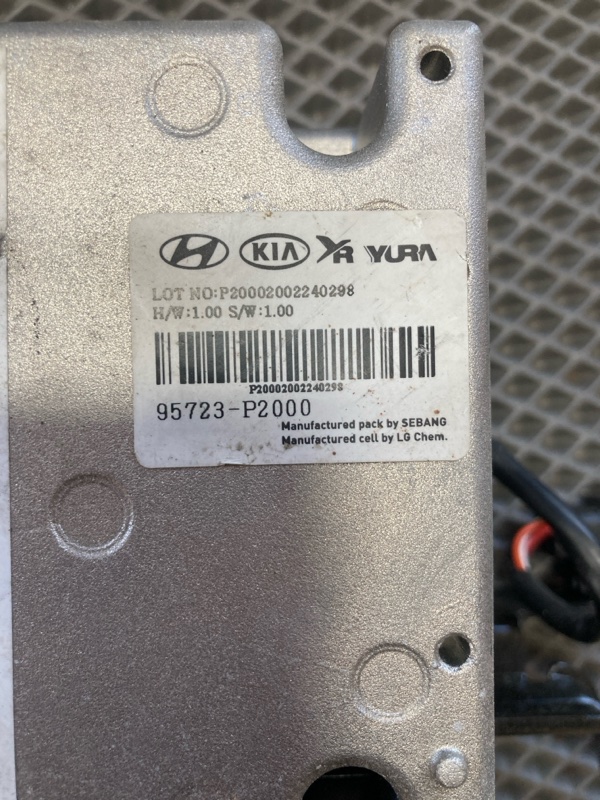 KIA YR YURA
LOT NO:P20002002240298
H/W:1.00 S/W:1.00
P20002002240298
95723-P2000
Manufactured pack by SEBANG
Manufactured cell by LG Chem.